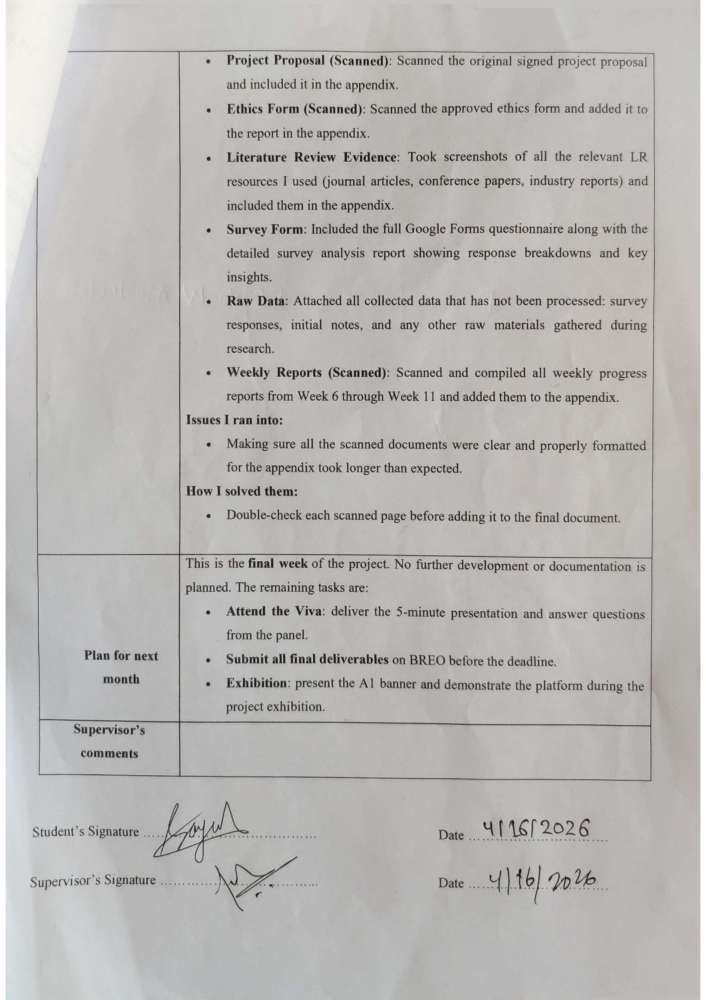 • Project Proposal (Scanned): Scanned the original signed project proposal
and included it in the appendix.
• Ethics Form (Scanned): Scanned the approved ethics form and added it to
the report in the appendix.
• Literature Review Evidence: Took screenshots of all the relevant LR
resources I used (journal articles, conference papers, industry reports) and
included them in the appendix.
• Survey Form: Included the full Google Forms questionnaire along with the
detailed survey analysis report showing response breakdowns and key
insights.
• Raw Data: Attached all collected data that has not been processed: survey
responses, initial notes, and any other raw materials gathered during
research.
• Weekly Reports (Scanned): Scanned and compiled all weekly progress
reports from Week 6 through Week 11 and added them to the appendix.
Issues I ran into:
• Making sure all the scanned documents were clear and properly formatted
for the appendix took longer than expected.
How I solved them:
• Double-check each scanned page before adding it to the final document.
Plan for next
month
This is the final week of the project. No further development or documentation is
planned. The remaining tasks are:
• Attend the Viva: deliver the 5-minute presentation and answer questions
from the panel.
• Submit all final deliverables on BREO before the deadline.
• Exhibition: present the A1 banner and demonstrate the platform during the
project exhibition.
Supervisor's
comments
Student's Signature .......... Date 4/16/2026
Supervisor's Signature .......... Date 4/16/2026